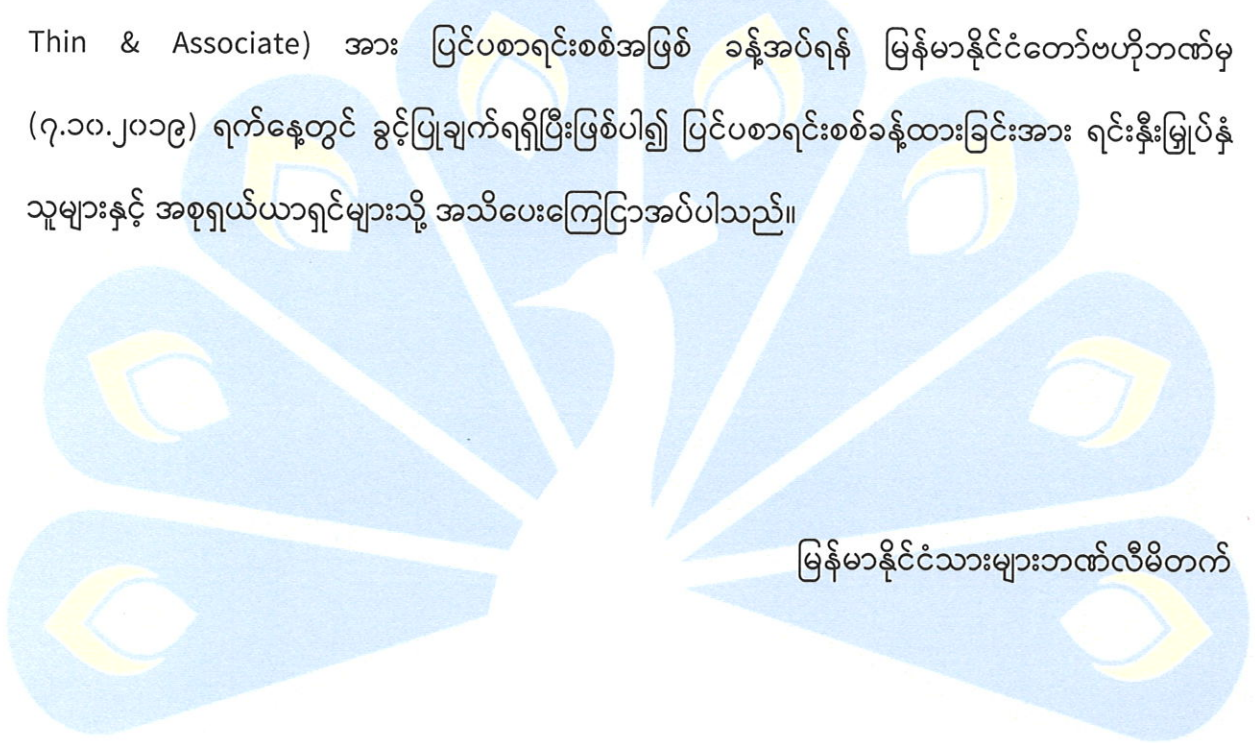 Thin & Associate) အား ပြင်ပစာရင်းစစ်အဖြစ် ခန့်အပ်ရန် မြန်မာနိုင်ငံတော်ဗဟိုဘဏ်မှ
(၇.၁၀.၂၀၁၉) ရက်နေ့တွင် ခွင့်ပြုချက်ရရှိပြီးဖြစ်ပါ၍ ပြင်ပစာရင်းစစ်ခန့်ထားခြင်းအား ရင်းနှီးမြှုပ်နှံ
သူများနှင့် အစုရှယ်ယာရှင်များသို့ အသိပေးကြေငြာအပ်ပါသည်။
မြန်မာနိုင်ငံသားများဘဏ်လီမိတက်